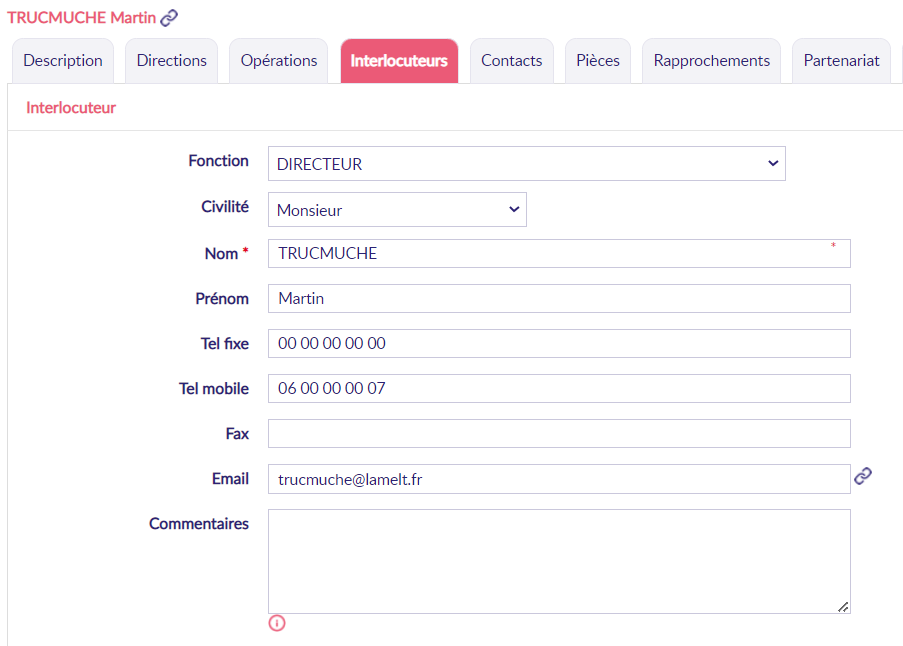 TRUCMUCHE Martin
Description Directions Opérations Interlocuteurs Contacts Pièces Rapprochements Partenariat
Interlocuteur
Fonction DIRECTEUR
Civilité Monsieur
Nom * TRUCMUCHE *
Prénom Martin
Tel fixe 00 00 00 00 00
Tel mobile 06 00 00 00 07
Fax
Email trucmuche@lamelt.fr
Commentaires